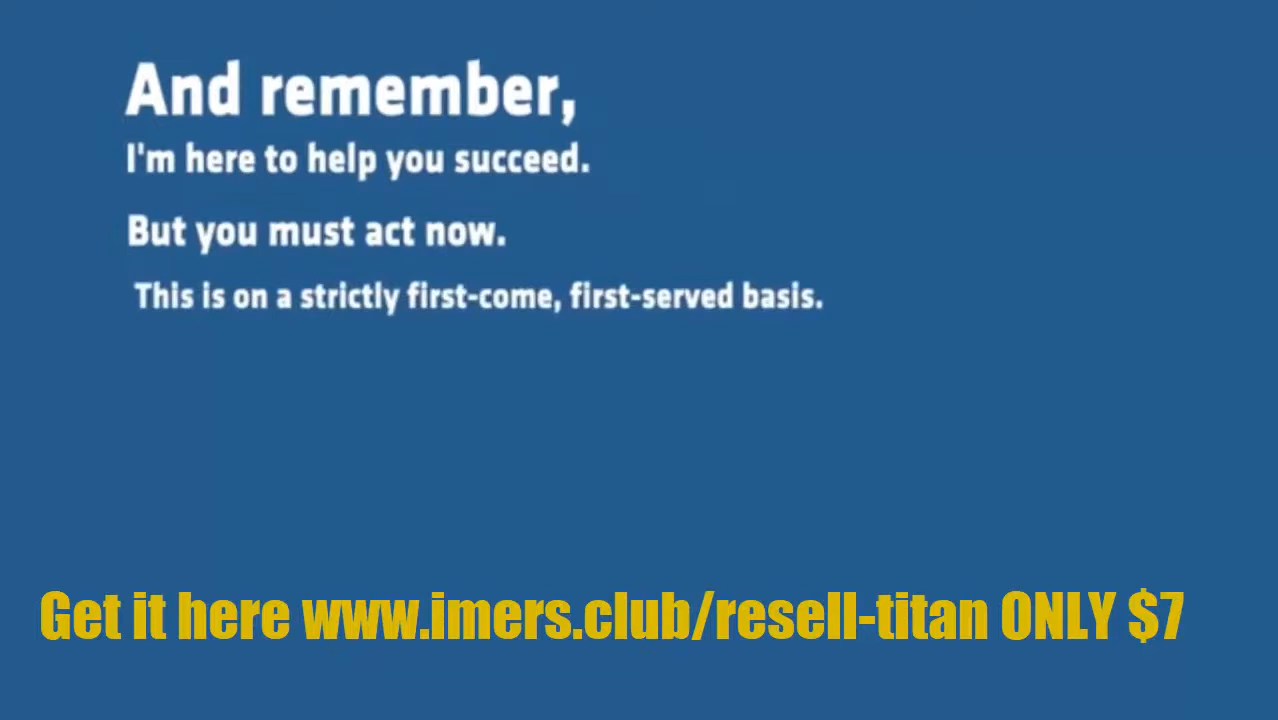 And remember,
I'm here to help you succeed.
But you must act now.
This is on a strictly first-come, first-served basis.
Get it here www.imers.club/resell-titan ONLY $7